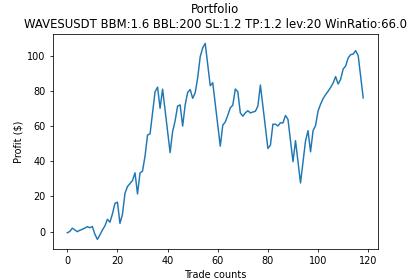 Portfolio
WAVESUSDT BBM:1.6 BBL:200 SL:1.2 TP:1.2 lev:20 WinRatio:66.0
100
80
60
40
20
0
Profit ($)
0 20 40 60 80 100 120
Trade counts